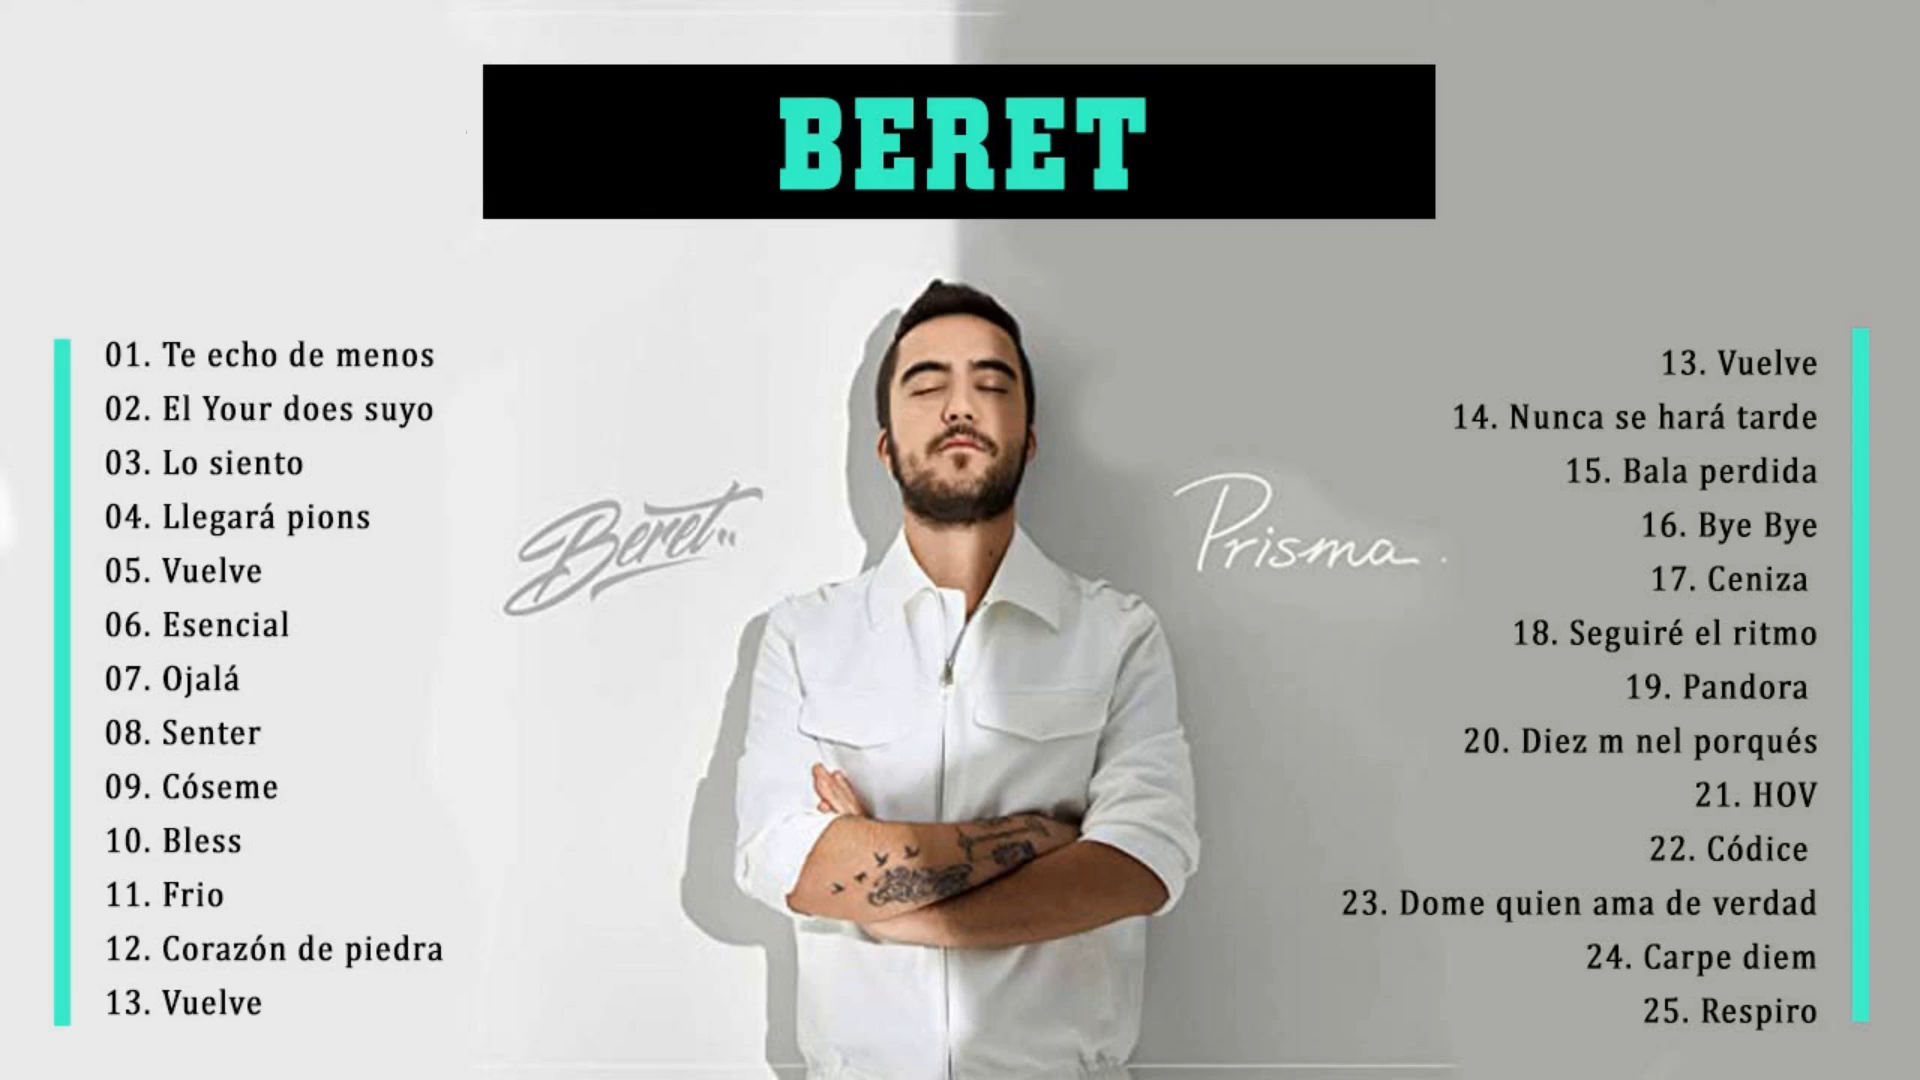 BERET
01. Te echo de menos
02. El Your does suyo
03. Lo siento
04. Llegará pions
05. Vuelve
06. Esencial
07. Ojalá
08. Senter
09. Cóseme
10. Bless
11. Frio
12. Corazón de piedra
13. Vuelve
Beret
Prisma
13. Vuelve
14. Nunca se hará tarde
15. Bala perdida
16. Bye Bye
17. Ceniza
18. Seguiré el ritmo
19. Pandora
20. Diez m nel porqués
21. HOV
22. Códice
23. Dome quien ama de verdad
24. Carpe diem
25. Respiro